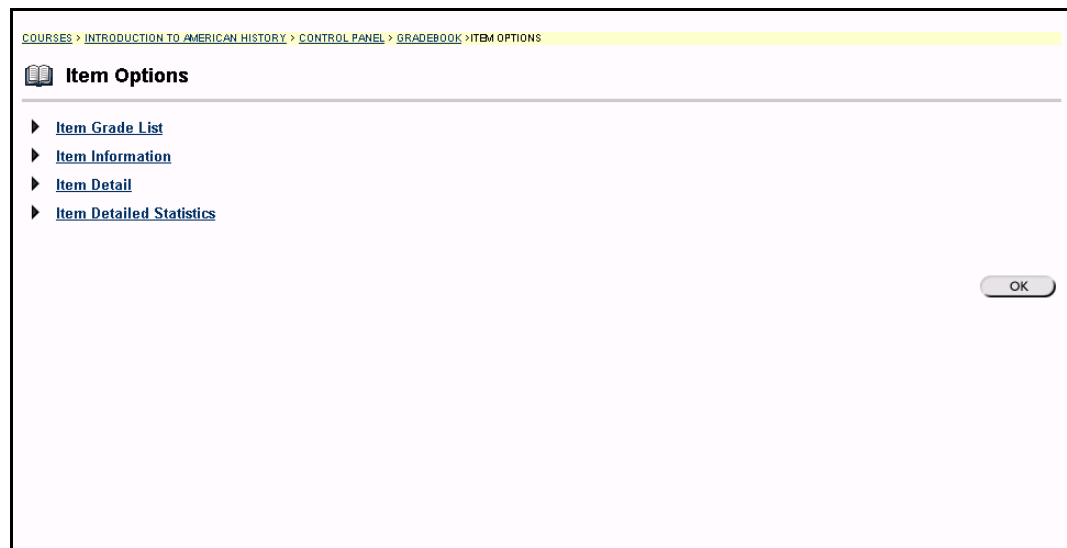 COURSES > INTRODUCTION TO AMERICAN HISTORY > CONTROL PANEL > GRADEBOOK >ITEM OPTIONS
Item Options
Item Grade List
Item Information
Item Detail
Item Detailed Statistics
OK